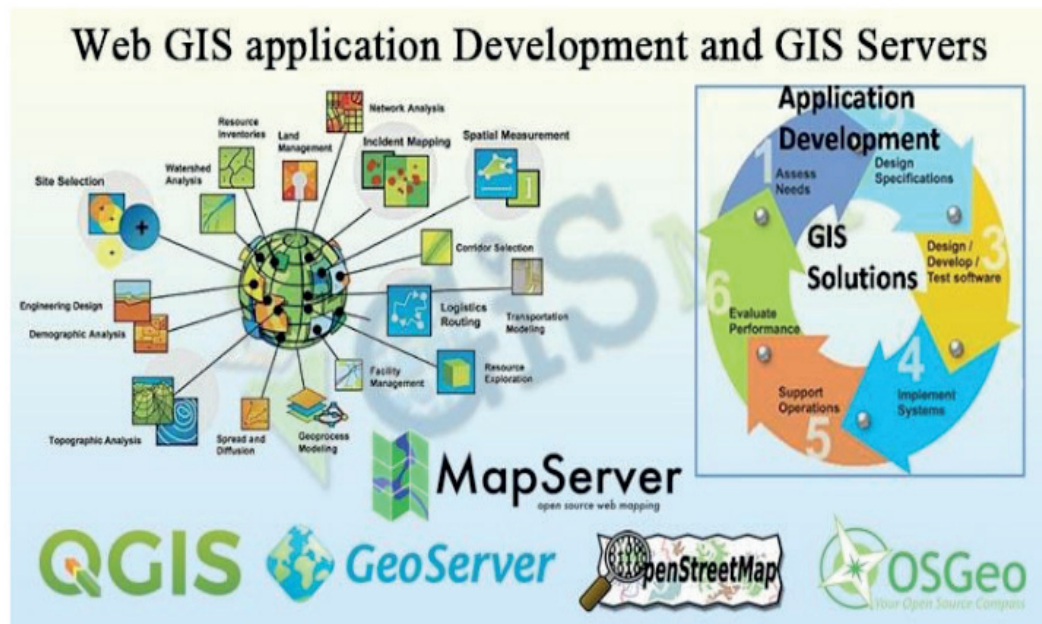 Web GIS application Development and GIS Servers
Network Analysis
Resource
Inventories
Land
Management
Incident Mapping
Spatial Measurement
Watershed
Analysis
Site Selection
Corridor Selection
Engineering Design
Demographic Analysis
Logistics
Routing
Transportation
Modeling
Facility
Management
Resource
Exploration
Topographic Analysis
Spread and
Diffusion
Geoprocess
Modeling
Application
Development
GIS
Solutions
1
Assess
Needs
2
Design
Specifications
3
Design /
Develop /
Test software
4
Implement
Systems
5
Support
Operations
6
Evaluate
Performance
GIS
MapServer
open source web mapping
QGIS
GeoServer
OpenStreetMap
OSGeo
Your Open Source Compass